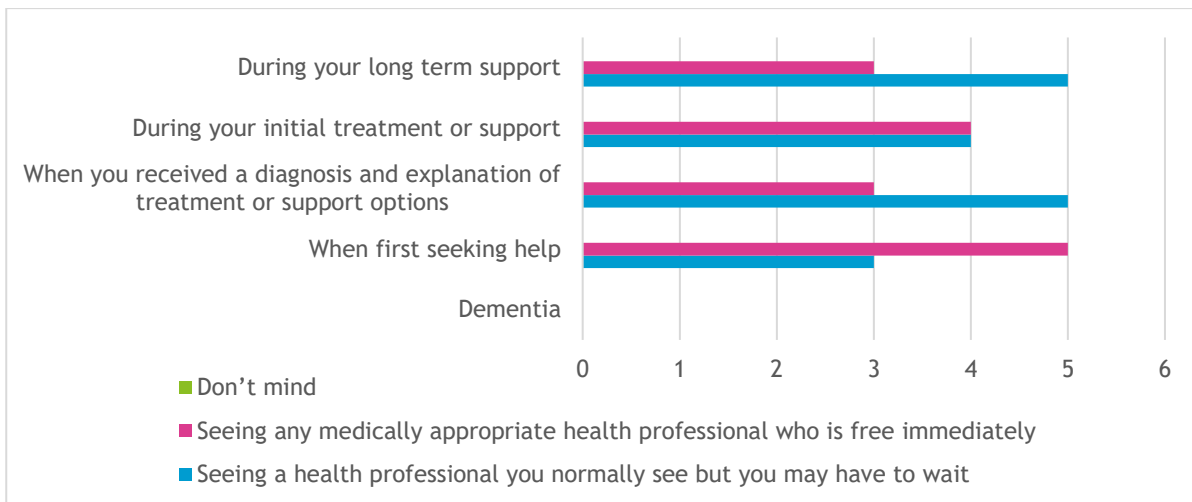 During your long term support
During your initial treatment or support
When you received a diagnosis and explanation of
treatment or support options
When first seeking help
Dementia
0 1 2 3 4 5 6
Don’t mind
Seeing any medically appropriate health professional who is free immediately
Seeing a health professional you normally see but you may have to wait